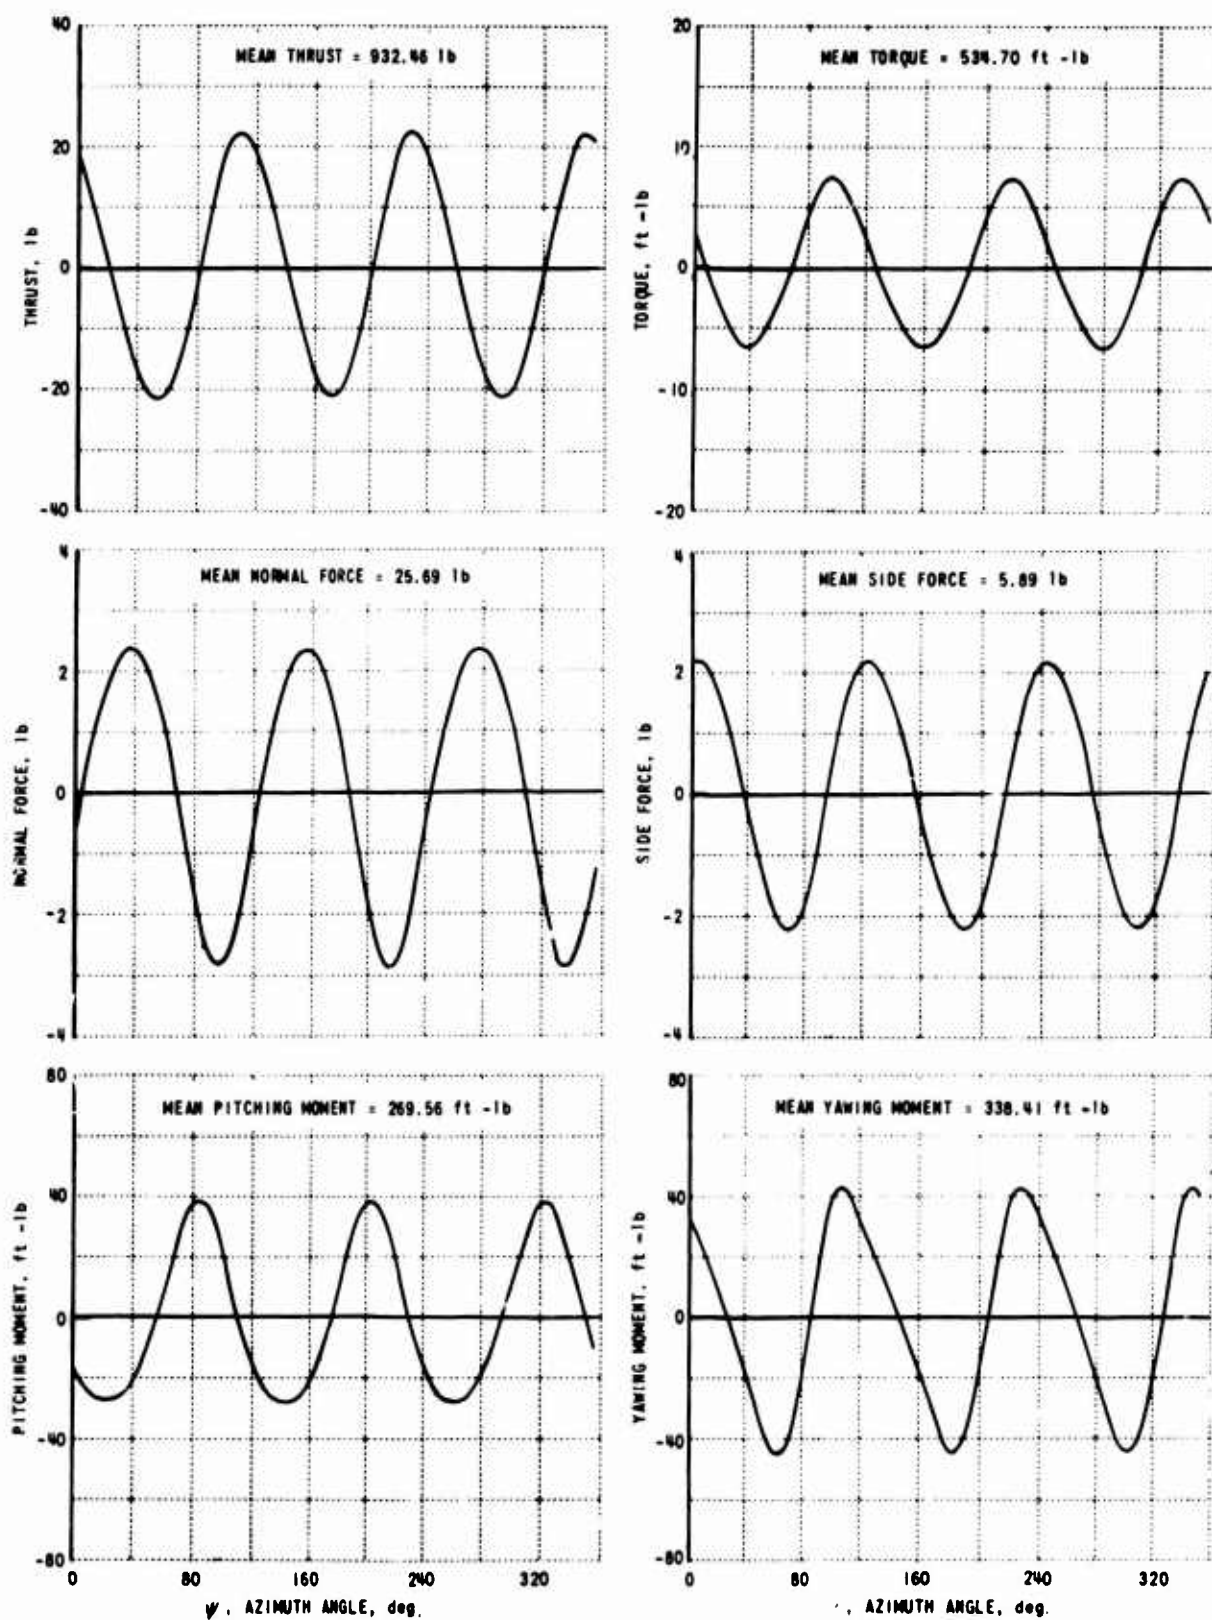 MEAN THRUST = 932.46 lb
40
20
0
-20
-40
THRUST, lb
MEAN TORQUE = 534.70 ft -lb
20
10
0
-10
-20
TORQUE, ft -lb
MEAN NORMAL FORCE = 25.69 lb
4
2
0
-2
-4
NORMAL FORCE, lb
MEAN SIDE FORCE = 5.89 lb
4
2
0
-2
-4
SIDE FORCE, lb
MEAN PITCHING MOMENT = 269.56 ft -lb
80
40
0
-40
-80
PITCHING MOMENT, ft -lb
0 80 160 240 320
ψ, AZIMUTH ANGLE, deg.
MEAN YAWING MOMENT = 338.41 ft -lb
80
40
0
-40
-80
YAWING MOMENT, ft -lb
0 80 160 240 320
, AZIMUTH ANGLE, deg.